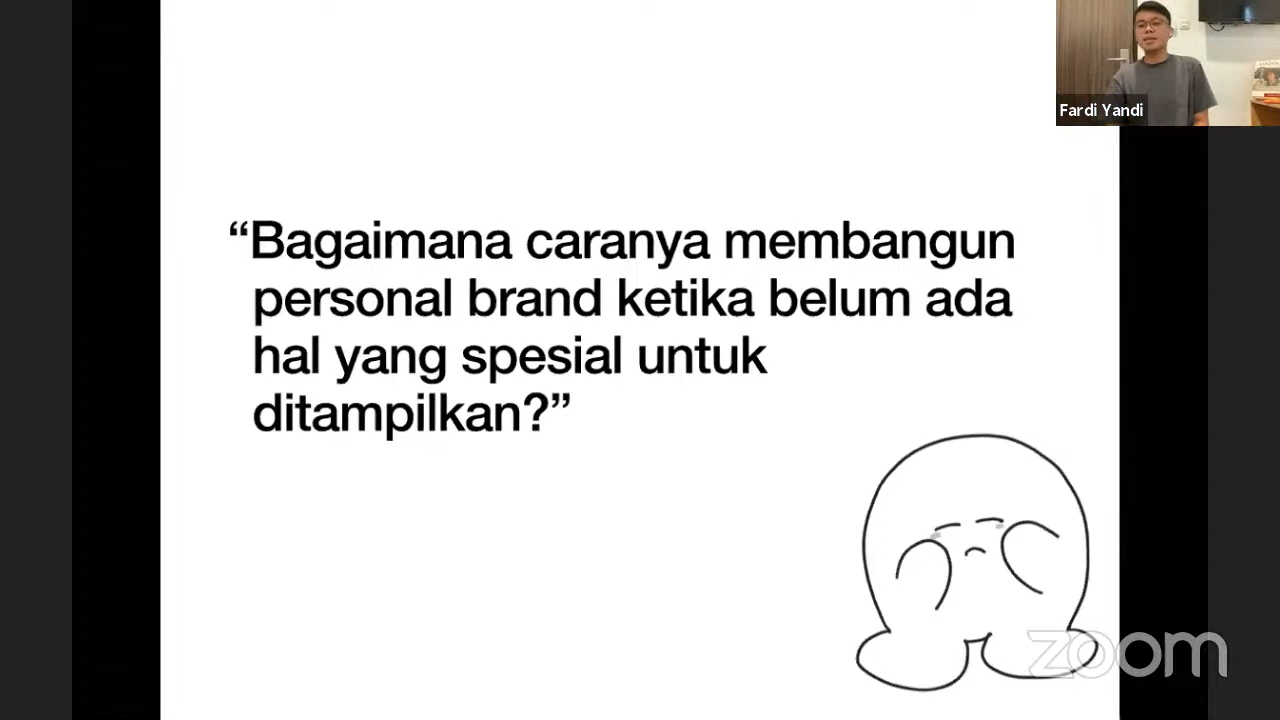 Fardi Yandi
“Bagaimana caranya membangun
personal brand ketika belum ada
hal yang spesial untuk
ditampilkan?”
zoom